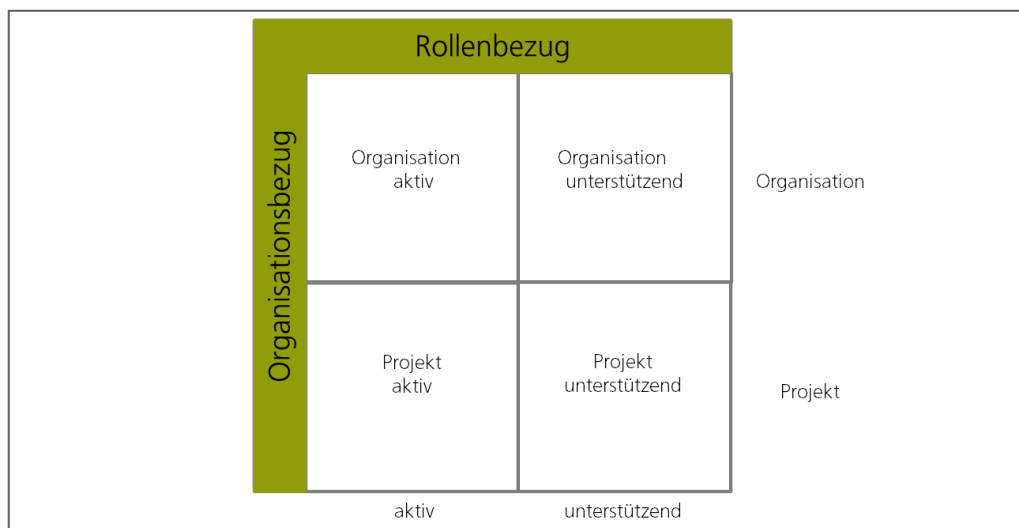 Rollenbezug
Organisationsbezug
Organisation
aktiv
Organisation
unterstützend
Organisation
Projekt
aktiv
Projekt
unterstützend
Projekt
aktiv
unterstützend